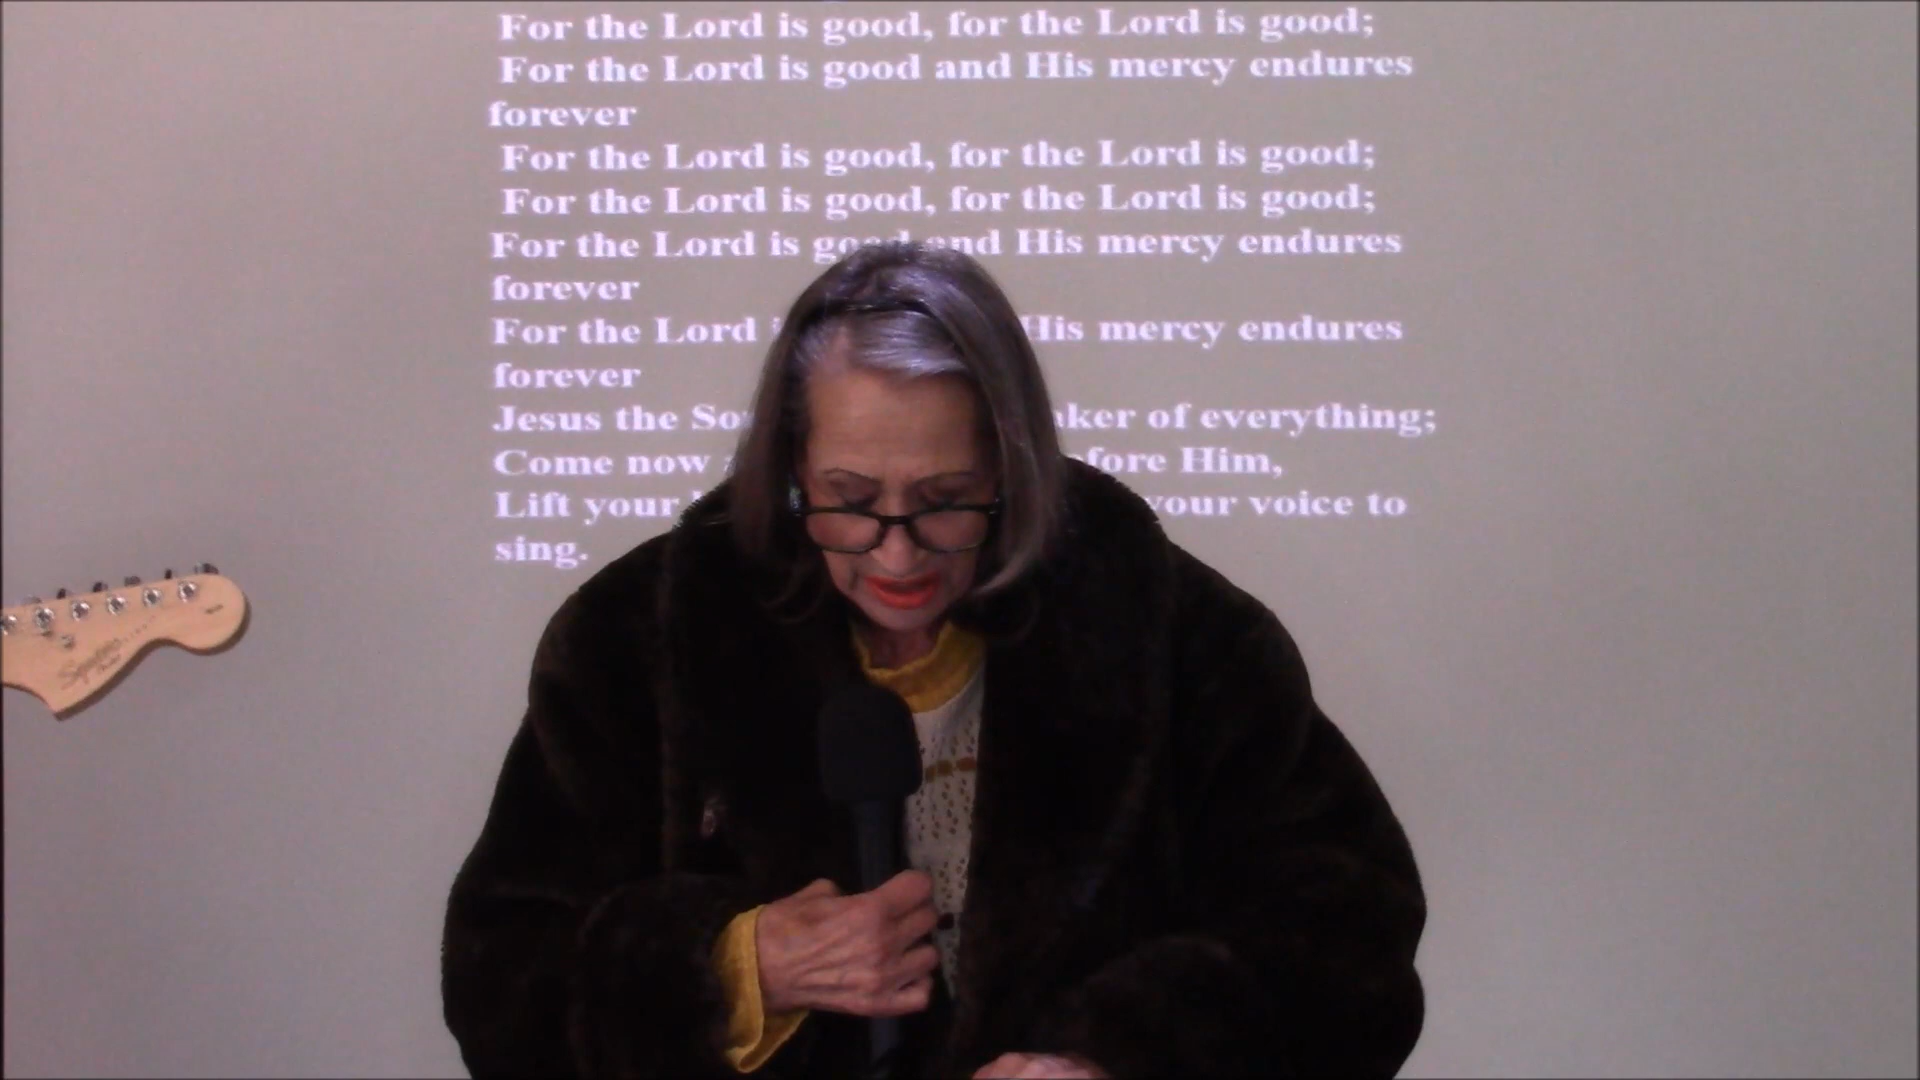 For the Lord is good, for the Lord is good;
For the Lord is good and His mercy endures
forever
For the Lord is good, for the Lord is good;
For the Lord is good, for the Lord is good;
For the Lord is good and His mercy endures
forever
For the Lord His mercy endures
forever
Jesus the of everything;
Come now Him,
Lift your your voice to
sing.
Squier